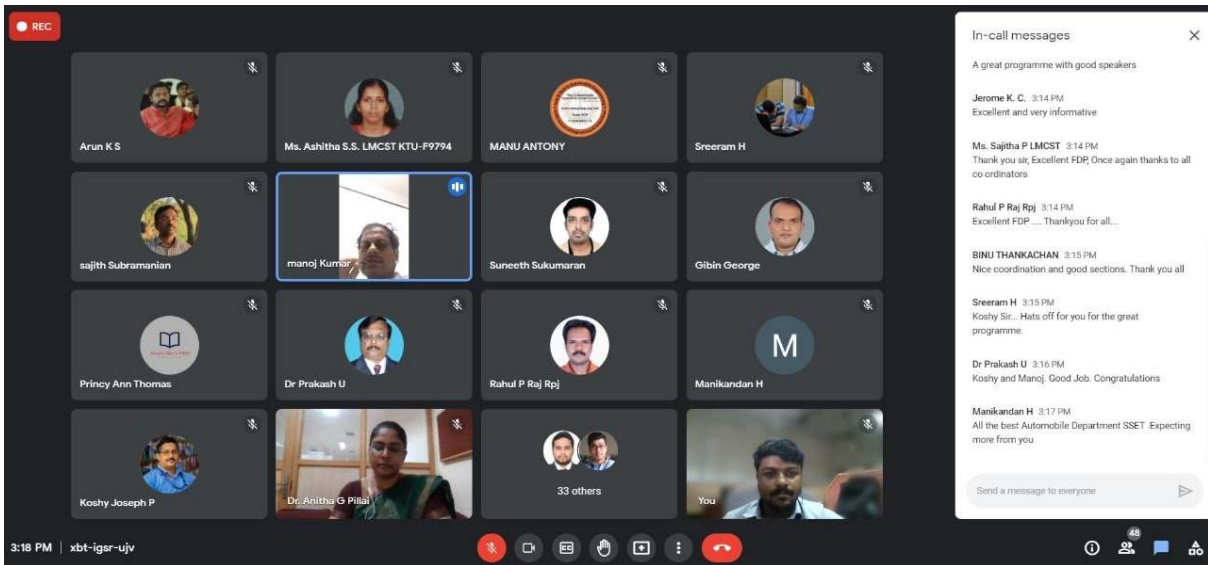 REC
Arun K S
Ms. Ashitha S.S. LMCST KTU-F9794
MANU ANTONY
Sreeram H
sajith Subramanian
manoj Kumar
Suneeth Sukumaran
Gibin George
Princy Ann Thomas
Dr Prakash U
Rahul P Raj Rpj
M
Manikandan H
Koshy Joseph P
Dr. Anitha G Pillai
33 others
You
In-call messages
A great programme with good speakers
Jerome K. C. 3:14 PM
Excellent and very informative
Ms. Sajitha P LMCST 3:14 PM
Thank you sir, Excellent FDP, Once again thanks to all
co ordinators
Rahul P Raj Rpj 3:14 PM
Excellent FDP .... Thankyou for all...
BINU THANKACHAN 3:15 PM
Nice coordination and good sections. Thank you all
Sreeram H 3:15 PM
Koshy Sir... Hats off for you for the great
programme.
Dr Prakash U 3:16 PM
Koshy and Manoj. Good Job. Congratulations
Manikandan H 3:17 PM
All the best Automobile Department SSET .Expecting
more from you
Send a message to everyone
3:18 PM | xbt-igsr-ujv
48